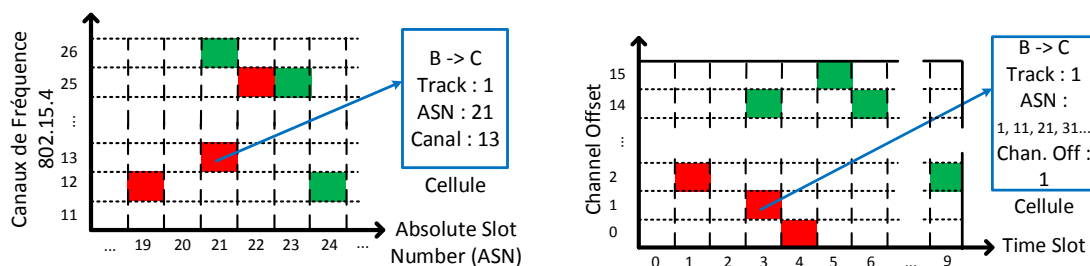 Canaux de Fréquence
802.15.4
26
25
...
13
12
11
... 19 20 21 22 23 24 ...
Absolute Slot
Number (ASN)
B -> C
Track : 1
ASN : 21
Canal : 13
Cellule
Channel Offset
15
14
...
2
1
0
0 1 2 3 4 5 6 ... 9
Time Slot
B -> C
Track : 1
ASN :
1, 11, 21, 31...
Chan. Off :
1
Cellule